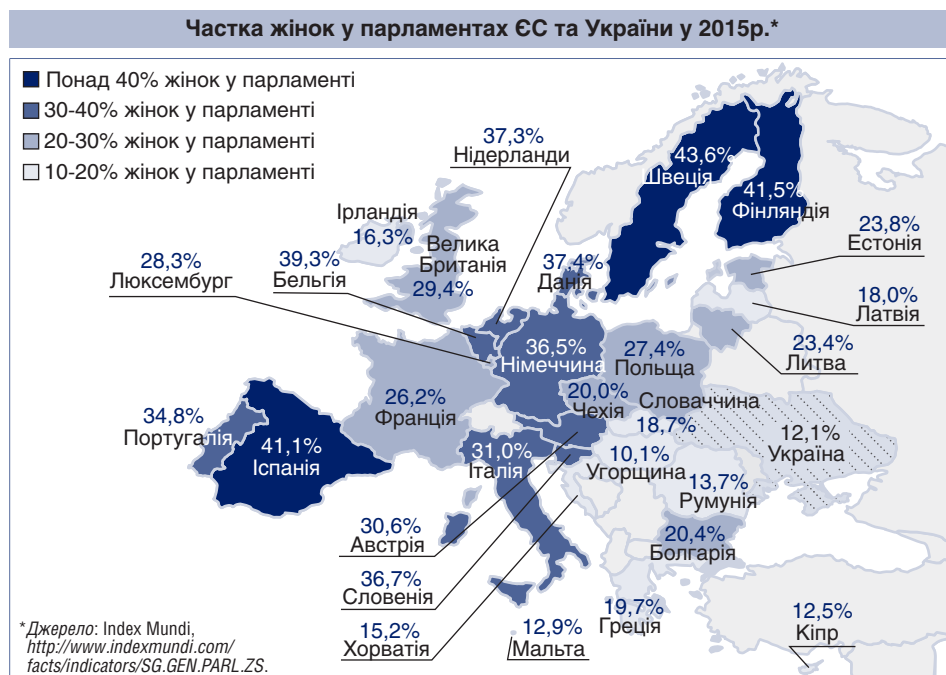 Частка жінок у парламентах ЄС та України у 2015р.*
Понад 40% жінок у парламенті
30-40% жінок у парламенті
20-30% жінок у парламенті
10-20% жінок у парламенті
37,3%
Нідерланди
43,6%
Швеція
41,5%
Фінляндія
Ірландія
16,3%
Велика
Британія
29,4%
23,8%
Естонія
28,3%
Люксембург
39,3%
Бельгія
37,4%
Данія
18,0%
Латвія
23,4%
Литва
36,5%
Німеччина
27,4%
Польща
26,2%
Франція
20,0%
Чехія
Словаччина
18,7%
12,1%
Україна
34,8%
Португалія
41,1%
Іспанія
31,0%
Італія
10,1%
Угорщина
13,7%
Румунія
30,6%
Австрія
20,4%
Болгарія
36,7%
Словенія
15,2%
Хорватія
12,9%
Мальта
19,7%
Греція
12,5%
Кіпр
*Джерело: Index Mundi,
http://www.indexmundi.com/
facts/indicators/SG.GEN.PARL.ZS.